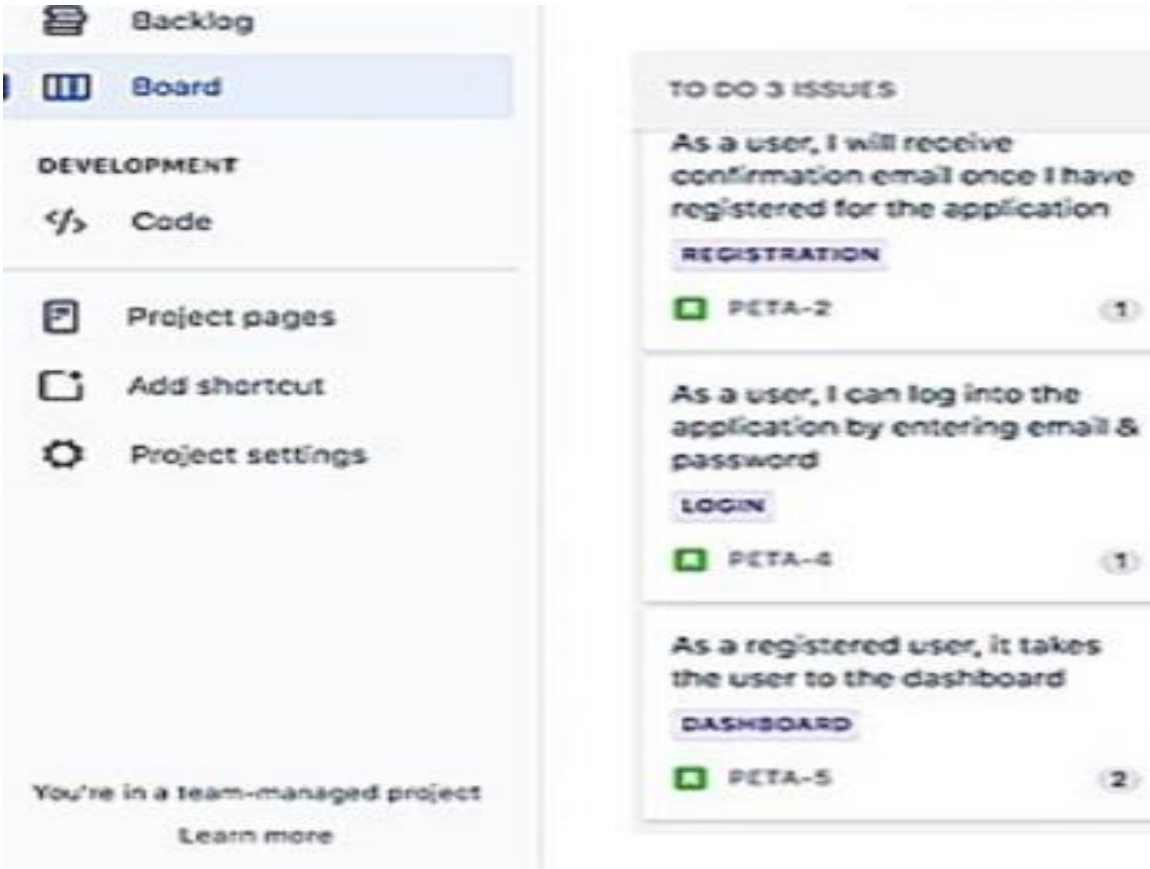 Backlog
Board
DEVELOPMENT
Code
Project pages
Add shortcut
Project settings
You're in a team-managed project
Learn more
TO DO 3 ISSUES
As a user, I will receive
confirmation email once I have
registered for the application
REGISTRATION
PETA-2
1
As a user, I can log into the
application by entering email &
password
LOGIN
PETA-4
1
As a registered user, it takes
the user to the dashboard
DASHBOARD
PETA-5
2